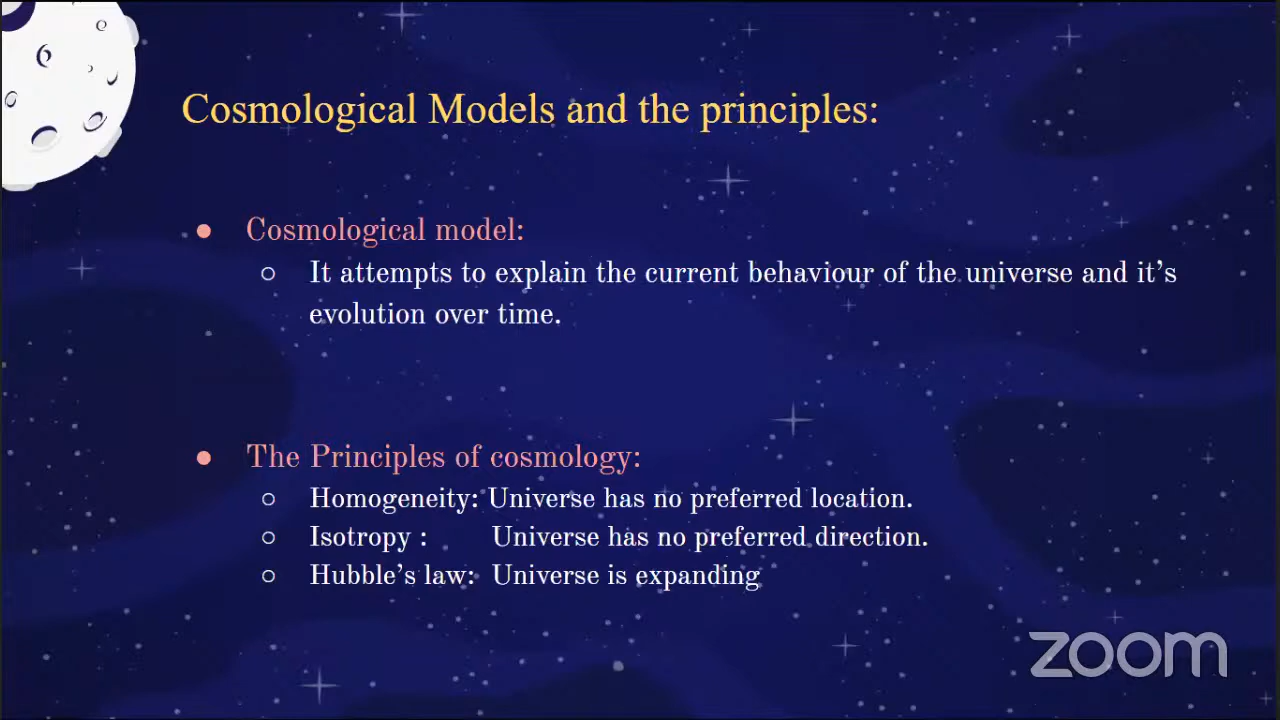 Cosmological Models and the principles:
● Cosmological model:
○ It attempts to explain the current behaviour of the universe and it's
evolution over time.
● The Principles of cosmology:
○ Homogeneity: Universe has no preferred location.
○ Isotropy : Universe has no preferred direction.
○ Hubble's law: Universe is expanding
zoom